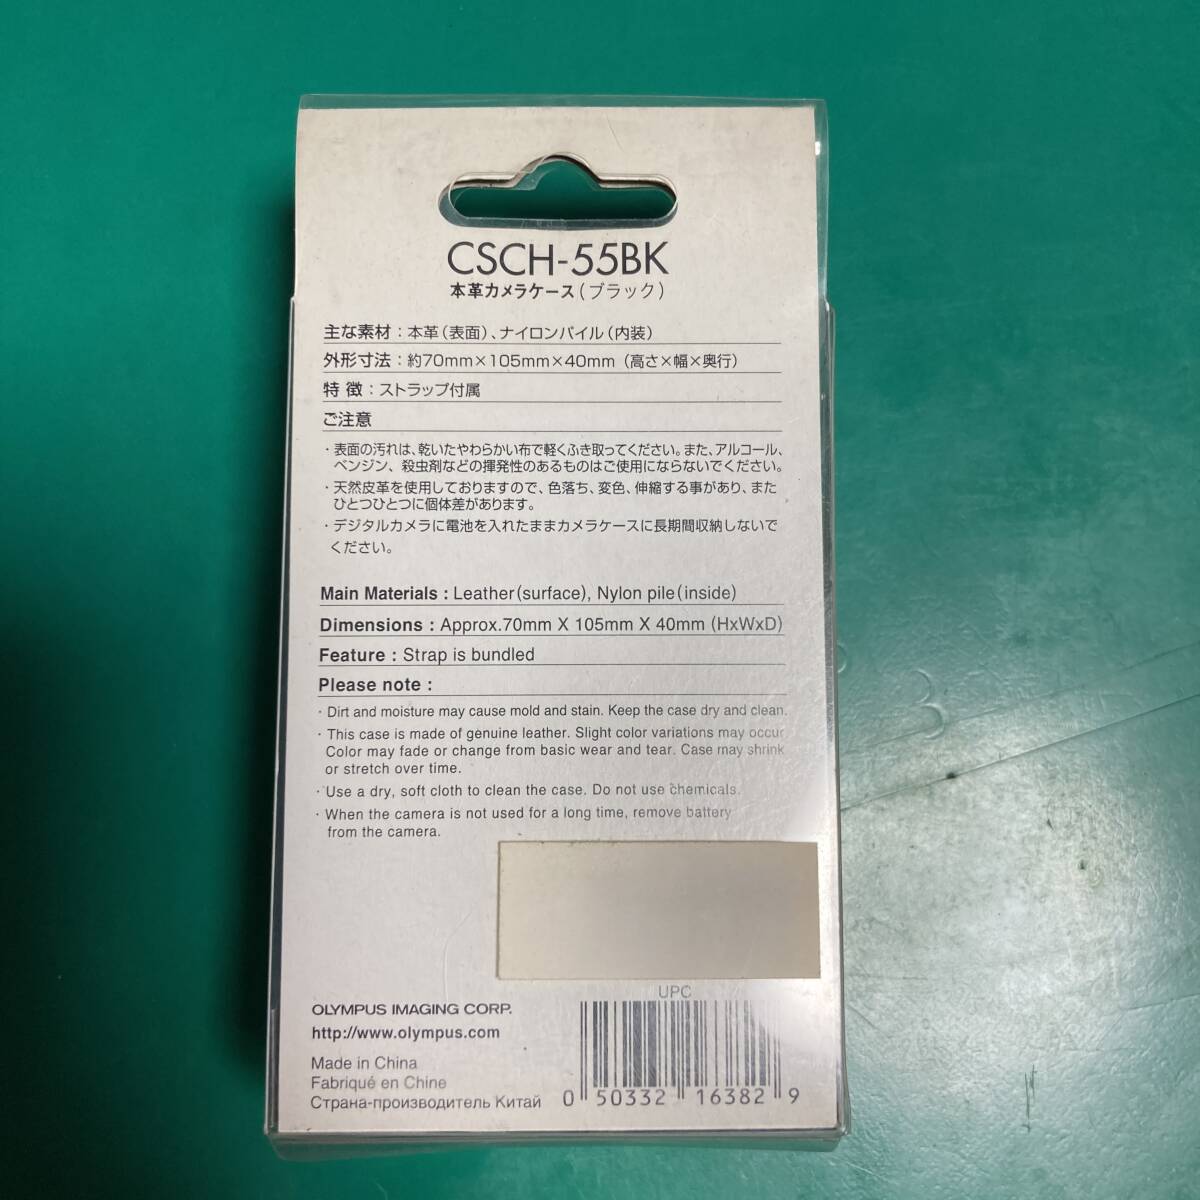 CSCH-55BK
本革カメラケース(ブラック)
主な素材：本革(表面)、ナイロンパイル(内装)
外形寸法：約70mm×105mm×40mm (高さ×幅×奥行)
特 徴：ストラップ付属
ご注意
・表面の汚れは、乾いたやわらかい布で軽くふき取ってください。また、アルコール、
ベンジン、殺虫剤などの揮発性のあるものはご使用にならないでください。
・天然皮革を使用しておりますので、色落ち、変色、伸縮する事があり、また
ひとつひとつに個体差があります。
・デジタルカメラに電池を入れたままカメラケースに長期間収納しないで
ください。
Main Materials : Leather(surface), Nylon pile(inside)
Dimensions : Approx.70mm X 105mm X 40mm (HxWxD)
Feature : Strap is bundled
Please note :
· Dirt and moisture may cause mold and stain. Keep the case dry and clean.
· This case is made of genuine leather. Slight color variations may occur.
Color may fade or change from basic wear and tear. Case may shrink
or stretch over time.
· Use a dry, soft cloth to clean the case. Do not use chemicals.
· When the camera is not used for a long time, remove battery
from the camera.
UPC
OLYMPUS IMAGING CORP.
http://www.olympus.com
Made in China
Fabriqué en Chine
Страна-производитель Китай
0 50332 16382 9